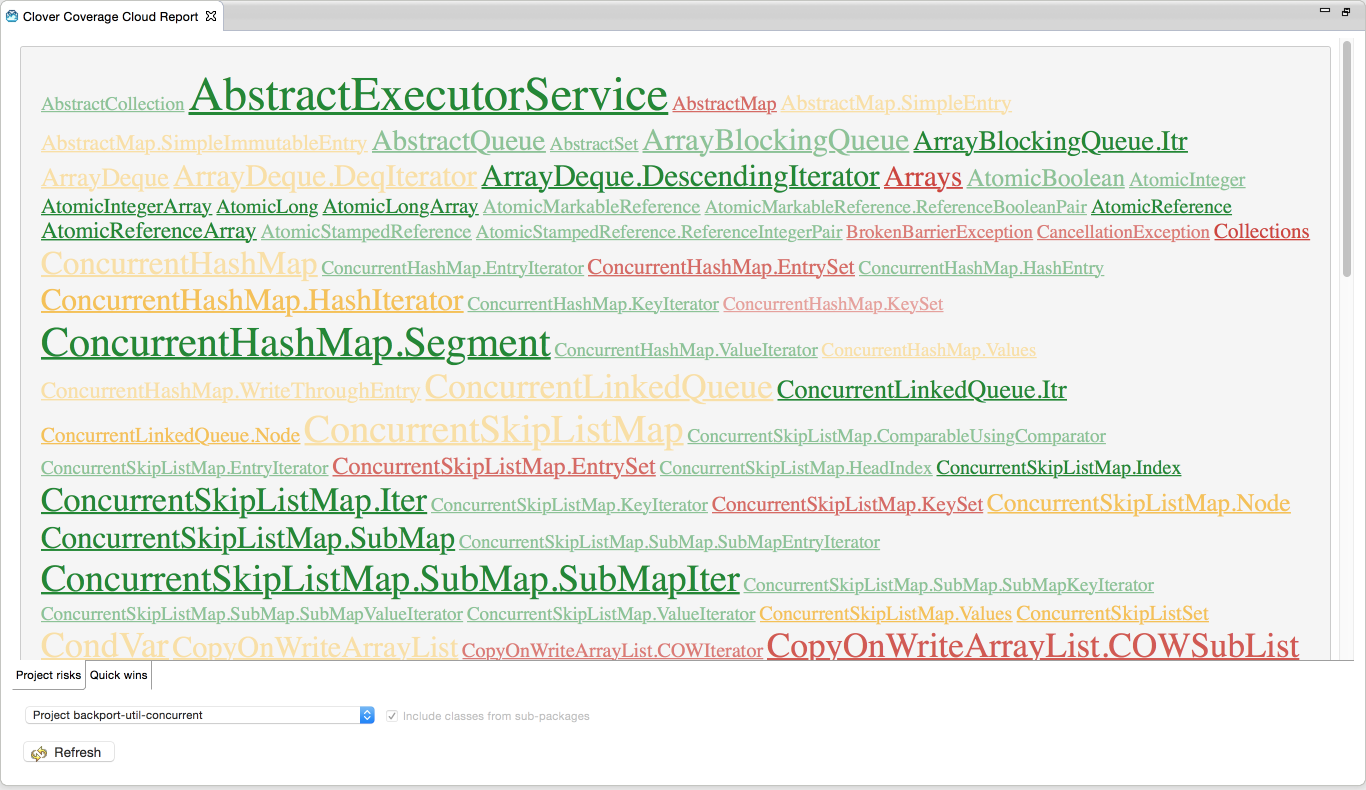 Clover Coverage Cloud Report
AbstractCollection AbstractExecutorService AbstractMap AbstractMap.SimpleEntry
AbstractMap.SimpleImmutableEntry AbstractQueue AbstractSet ArrayBlockingQueue ArrayBlockingQueue.Itr
ArrayDeque ArrayDeque.DeqIterator ArrayDeque.DescendingIterator Arrays AtomicBoolean AtomicInteger
AtomicIntegerArray AtomicLong AtomicLongArray AtomicMarkableReference AtomicMarkableReference.ReferenceBooleanPair AtomicReference
AtomicReferenceArray AtomicStampedReference AtomicStampedReference.ReferenceIntegerPair BrokenBarrierException CancellationException Collections
ConcurrentHashMap ConcurrentHashMap.EntryIterator ConcurrentHashMap.EntrySet ConcurrentHashMap.HashEntry
ConcurrentHashMap.HashIterator ConcurrentHashMap.KeyIterator ConcurrentHashMap.KeySet
ConcurrentHashMap.Segment ConcurrentHashMap.ValueIterator ConcurrentHashMap.Values
ConcurrentHashMap.WriteThroughEntry ConcurrentLinkedQueue ConcurrentLinkedQueue.Itr
ConcurrentLinkedQueue.Node ConcurrentSkipListMap ConcurrentSkipListMap.ComparableUsingComparator
ConcurrentSkipListMap.EntryIterator ConcurrentSkipListMap.EntrySet ConcurrentSkipListMap.HeadIndex ConcurrentSkipListMap.Index
ConcurrentSkipListMap.Iter ConcurrentSkipListMap.KeyIterator ConcurrentSkipListMap.KeySet ConcurrentSkipListMap.Node
ConcurrentSkipListMap.SubMap ConcurrentSkipListMap.SubMap.SubMapEntryIterator
ConcurrentSkipListMap.SubMap.SubMapIter ConcurrentSkipListMap.SubMap.SubMapKeyIterator
ConcurrentSkipListMap.SubMap.SubMapValueIterator ConcurrentSkipListMap.ValueIterator ConcurrentSkipListMap.Values ConcurrentSkipListSet
CondVar CopyOnWriteArrayList CopyOnWriteArrayList.COWIterator CopyOnWriteArrayList.COWSubList
Project risks Quick wins
Project backport-util-concurrent Include classes from sub-packages
Refresh